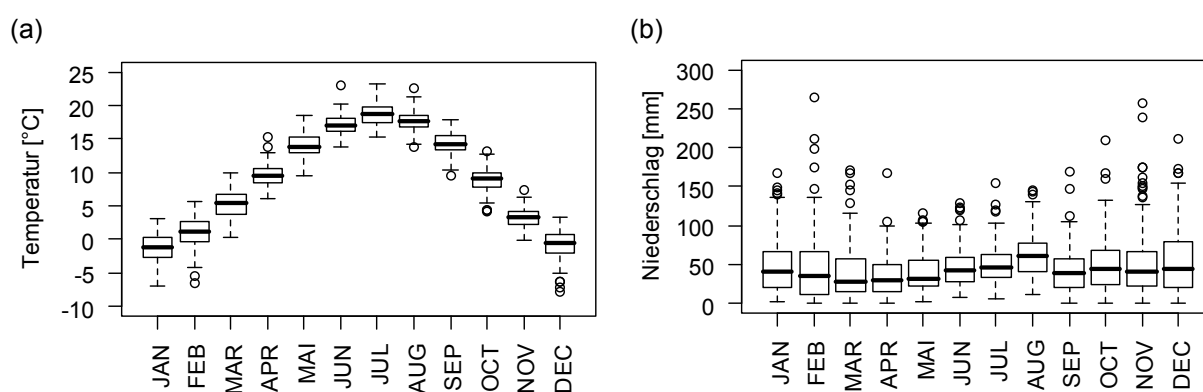 (a)
Temperatur [°C]
25
20
15
10
5
0
-5
-10
JAN
FEB
MAR
APR
MAI
JUN
JUL
AUG
SEP
OCT
NOV
DEC
(b)
Niederschlag [mm]
300
250
200
150
100
50
0
JAN
FEB
MAR
APR
MAI
JUN
JUL
AUG
SEP
OCT
NOV
DEC